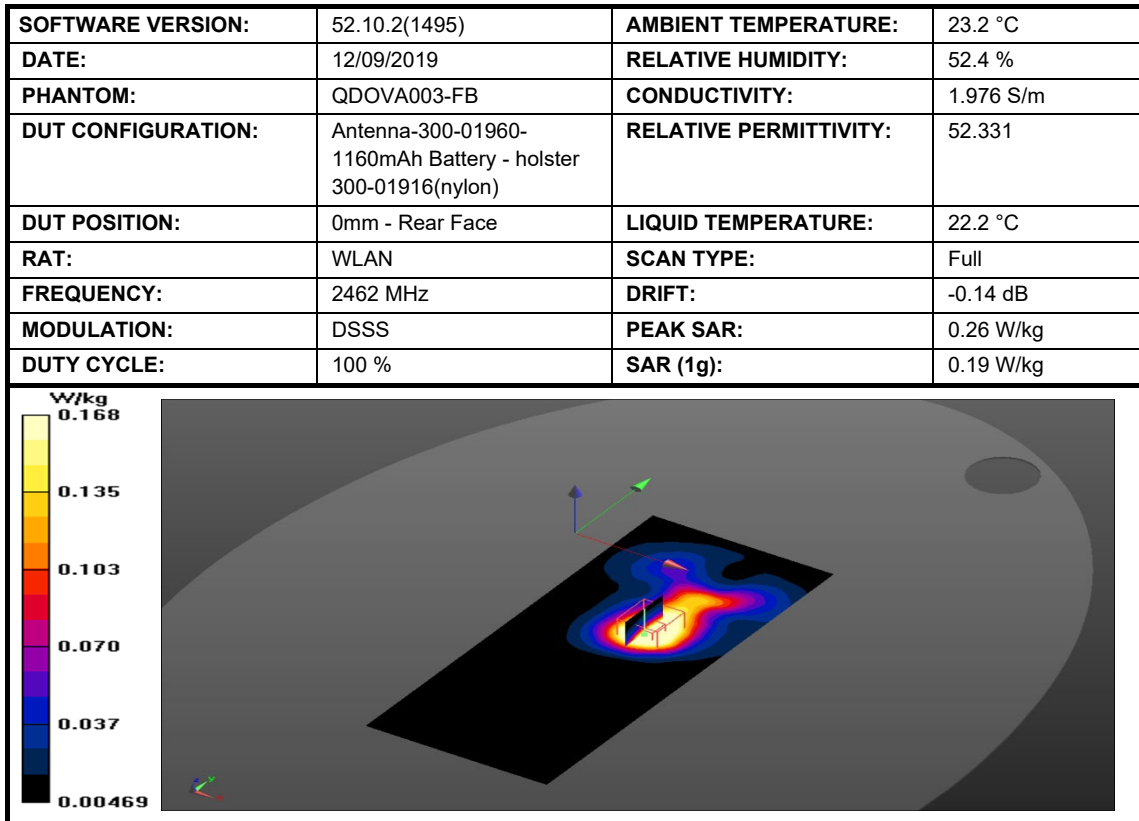 SOFTWARE VERSION: 52.10.2(1495) AMBIENT TEMPERATURE: 23.2 °C
DATE: 12/09/2019 RELATIVE HUMIDITY: 52.4 %
PHANTOM: QDOVA003-FB CONDUCTIVITY: 1.976 S/m
DUT CONFIGURATION: Antenna-300-01960- RELATIVE PERMITTIVITY: 52.331
1160mAh Battery - holster
300-01916(nylon)
DUT POSITION: 0mm - Rear Face LIQUID TEMPERATURE: 22.2 °C
RAT: WLAN SCAN TYPE: Full
FREQUENCY: 2462 MHz DRIFT: -0.14 dB
MODULATION: DSSS PEAK SAR: 0.26 W/kg
DUTY CYCLE: 100 % SAR (1g): 0.19 W/kg
W/kg
0.168
0.135
0.103
0.070
0.037
0.00469
z y
x